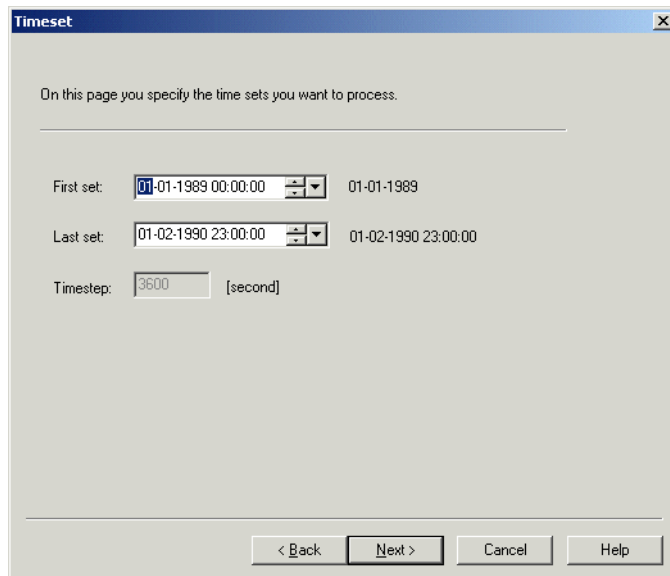 Timeset
On this page you specify the time sets you want to process.
First set: 01-01-1989 00:00:00 01-01-1989
Last set: 01-02-1990 23:00:00 01-02-1990 23:00:00
Timestep: 3600 [second]
< Back Next > Cancel Help